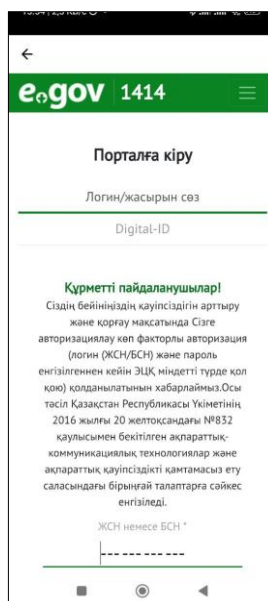 ←
e.gov 1414
Порталға кіру
Логин/жасырын сөз
Digital-ID
Құрметті пайдаланушылар!
Сіздің бейініңіздің қауіпсіздігін арттыру
және қорғау мақсатында Сізге
авторизациялау көп факторлы авторизация
(логин (ЖСН/БСН) және пароль
енгізілгеннен кейін ЭЦҚ міндетті түрде қол
қою) қолданылатынын хабарлаймыз.Осы
тәсіл Қазақстан Республикасы Үкіметінің
2016 жылғы 20 желтоқсандағы №832
қаулысымен бекітілген ақпараттық-
коммуникациялық технологиялар және
ақпараттық қауіпсіздікті қамтамасыз ету
саласындағы бірыңғай талаптарға сәйкес
енгізіледі.
ЖСН немесе БСН *